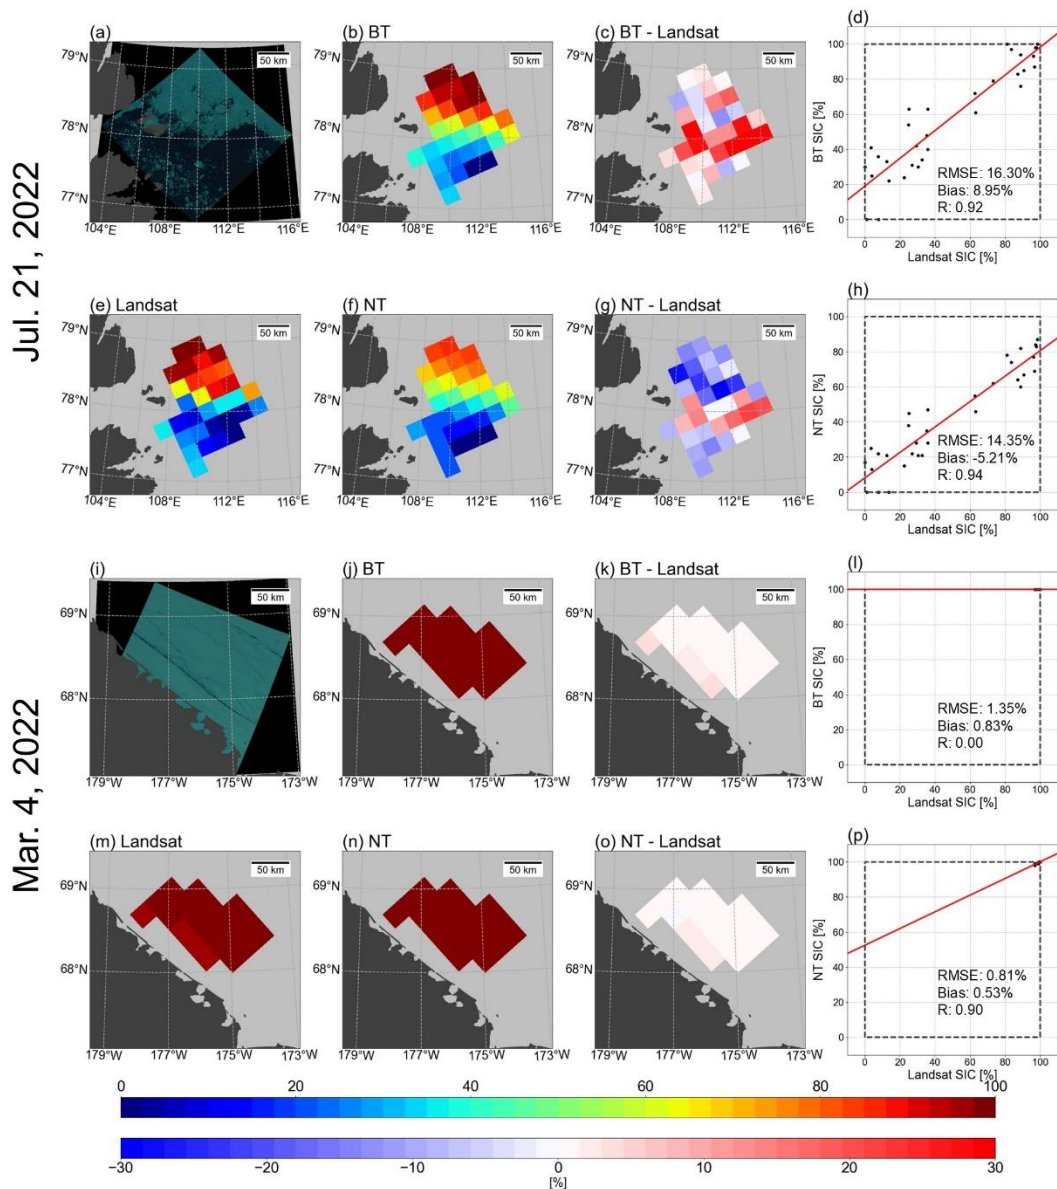 Jul. 21, 2022
(a)
79°N
78°N
77°N
104°E 108°E 112°E 116°E
50 km
(b) BT
79°N
78°N
77°N
104°E 108°E 112°E 116°E
50 km
(c) BT - Landsat
79°N
78°N
77°N
104°E 108°E 112°E 116°E
50 km
(d)
BT SIC [%]
100
80
60
40
20
0
RMSE: 16.30%
Bias: 8.95%
R: 0.92
0 20 40 60 80 100
Landsat SIC [%]
(e) Landsat
79°N
78°N
77°N
104°E 108°E 112°E 116°E
50 km
(f) NT
79°N
78°N
77°N
104°E 108°E 112°E 116°E
50 km
(g) NT - Landsat
79°N
78°N
77°N
104°E 108°E 112°E 116°E
50 km
(h)
NT SIC [%]
100
80
60
40
20
0
RMSE: 14.35%
Bias: -5.21%
R: 0.94
0 20 40 60 80 100
Landsat SIC [%]
Mar. 4, 2022
(i)
69°N
68°N
179°W 177°W 175°W 173°W
50 km
(j) BT
69°N
68°N
179°W 177°W 175°W 173°W
50 km
(k) BT - Landsat
69°N
68°N
179°W 177°W 175°W 173°W
50 km
(l)
BT SIC [%]
100
80
60
40
20
0
RMSE: 1.35%
Bias: 0.83%
R: 0.00
0 20 40 60 80 100
Landsat SIC [%]
(m) Landsat
69°N
68°N
179°W 177°W 175°W 173°W
50 km
(n) NT
69°N
68°N
179°W 177°W 175°W 173°W
50 km
(o) NT - Landsat
69°N
68°N
179°W 177°W 175°W 173°W
50 km
(p)
NT SIC [%]
100
80
60
40
20
0
RMSE: 0.81%
Bias: 0.53%
R: 0.90
0 20 40 60 80 100
Landsat SIC [%]
0 20 40 60 80 100
−30 −20 −10 0 10 20 30
[%]